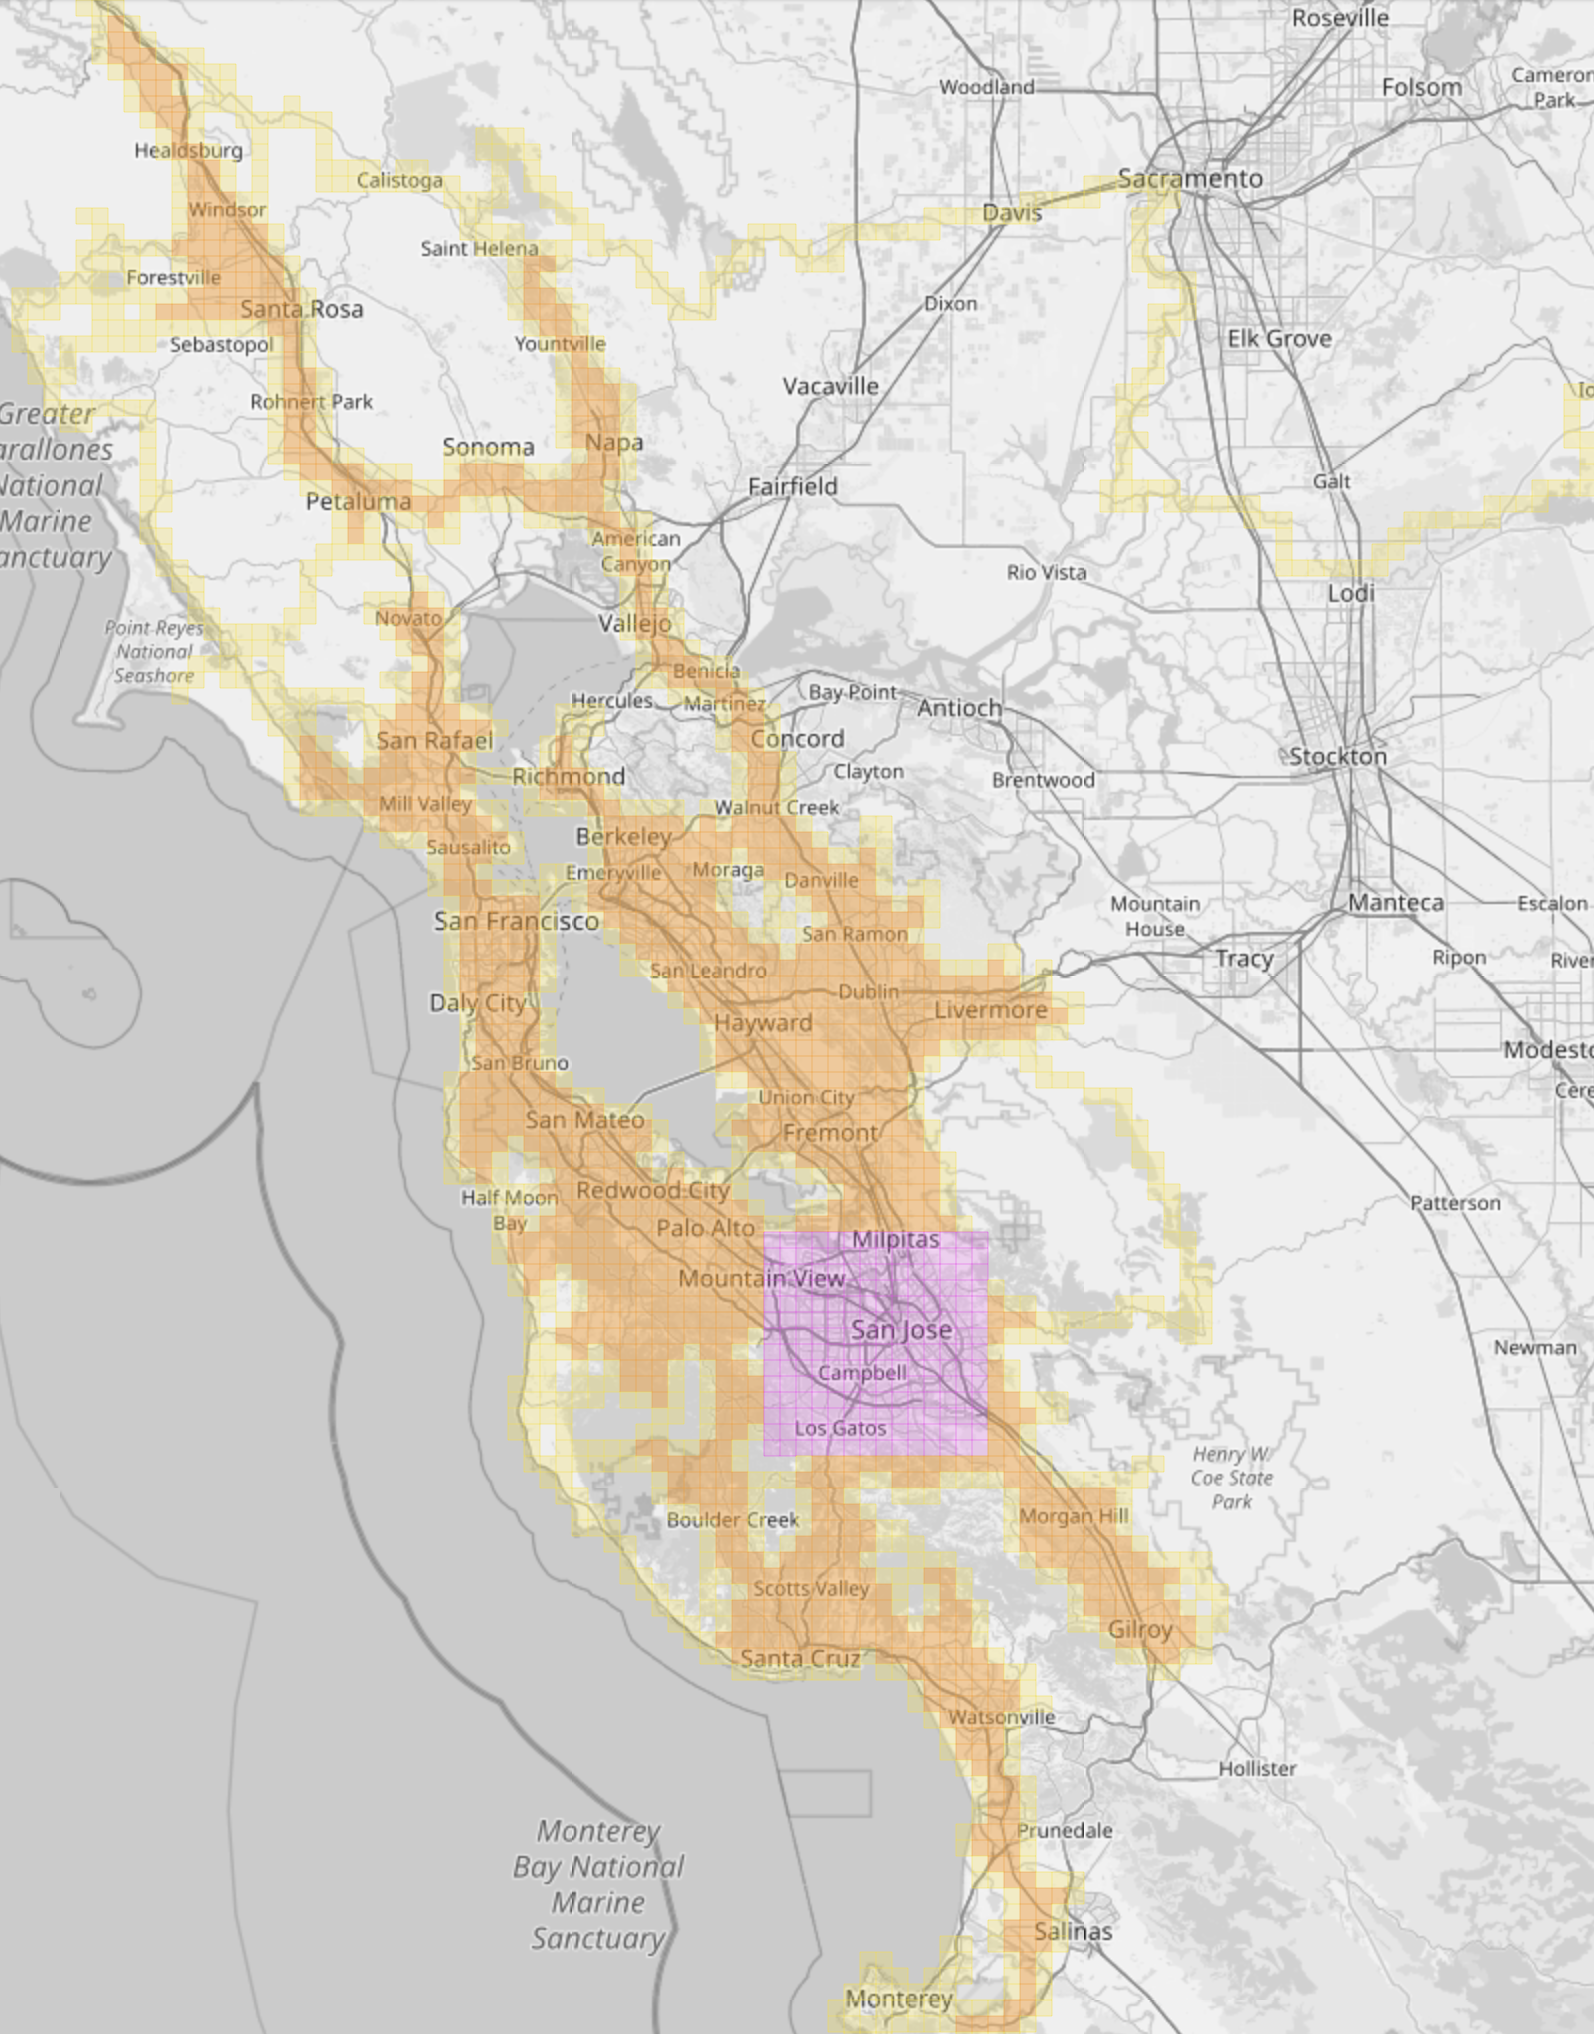 Roseville
Woodland
Folsom
Cameron
Park
Healdsburg
Calistoga
Sacramento
Windsor
Davis
Saint Helena
Forestville
Santa Rosa
Dixon
Sebastopol
Yountville
Elk Grove
Vacaville
Io
Rohnert Park
Greater
arallones
National
Marine
anctuary
Sonoma
Napa
Galt
Petaluma
Fairfield
American
Canyon
Rio Vista
Lodi
Novato
Vallejo
Point Reyes
National
Seashore
Benicia
Hercules
Martinez
Bay Point
Antioch
San Rafael
Concord
Stockton
Richmond
Clayton
Brentwood
Mill Valley
Walnut Creek
Berkeley
Sausalito
Emeryville
Moraga
Danville
Mountain
House
Manteca
Escalon
San Francisco
San Ramon
Tracy
Ripon
River
San Leandro
Dublin
Daly City
Livermore
Hayward
Modesto
San Bruno
Union City
Cere
San Mateo
Fremont
Redwood City
Half Moon
Bay
Patterson
Palo Alto
Milpitas
Mountain View
San Jose
Newman
Campbell
Los Gatos
Henry W.
Coe State
Park
Boulder Creek
Morgan Hill
Scotts Valley
Gilroy
Santa Cruz
Watsonville
Hollister
Monterey
Bay National
Marine
Sanctuary
Prunedale
Salinas
Monterey